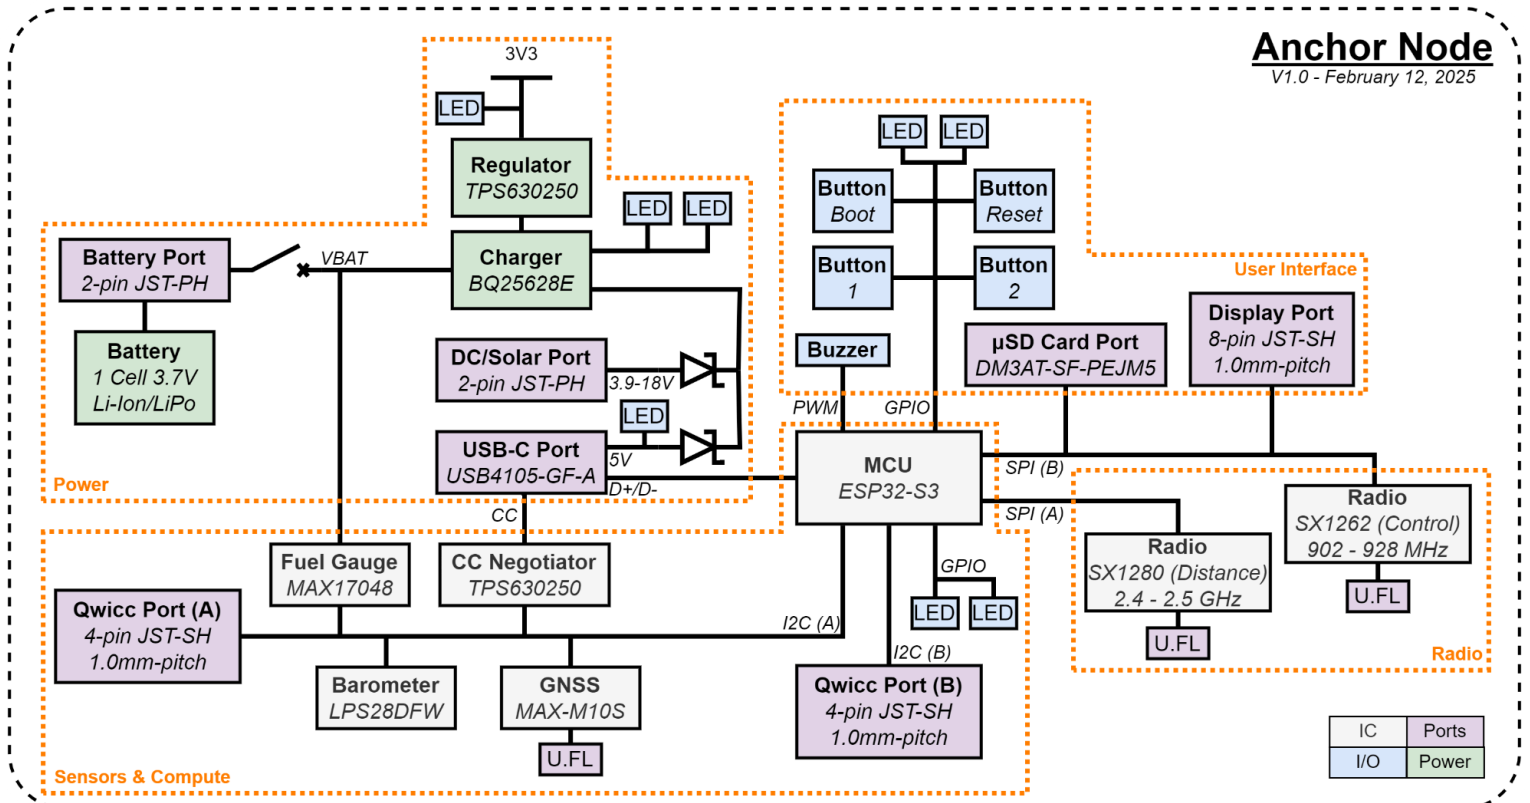 Anchor Node
V1.0 - February 12, 2025
3V3
LED
Regulator
TPS630250
LED
LED
Battery Port
2-pin JST-PH
VBAT
Charger
BQ25628E
Battery
1 Cell 3.7V
Li-Ion/LiPo
DC/Solar Port
2-pin JST-PH
3.9-18V
LED
USB-C Port
USB4105-GF-A
5V
D+/D-
Power
CC
LED
LED
Button
Boot
Button
Reset
Button
1
Button
2
User Interface
Buzzer
µSD Card Port
DM3AT-SF-PEJM5
Display Port
8-pin JST-SH
1.0mm-pitch
PWM
GPIO
MCU
ESP32-S3
SPI (B)
SPI (A)
Radio
SX1262 (Control)
902 - 928 MHz
U.FL
Radio
SX1280 (Distance)
2.4 - 2.5 GHz
U.FL
Radio
Fuel Gauge
MAX17048
CC Negotiator
TPS630250
GPIO
LED
LED
Qwicc Port (A)
4-pin JST-SH
1.0mm-pitch
I2C (A)
I2C (B)
Barometer
LPS28DFW
GNSS
MAX-M10S
U.FL
Qwicc Port (B)
4-pin JST-SH
1.0mm-pitch
Sensors & Compute
IC
Ports
I/O
Power